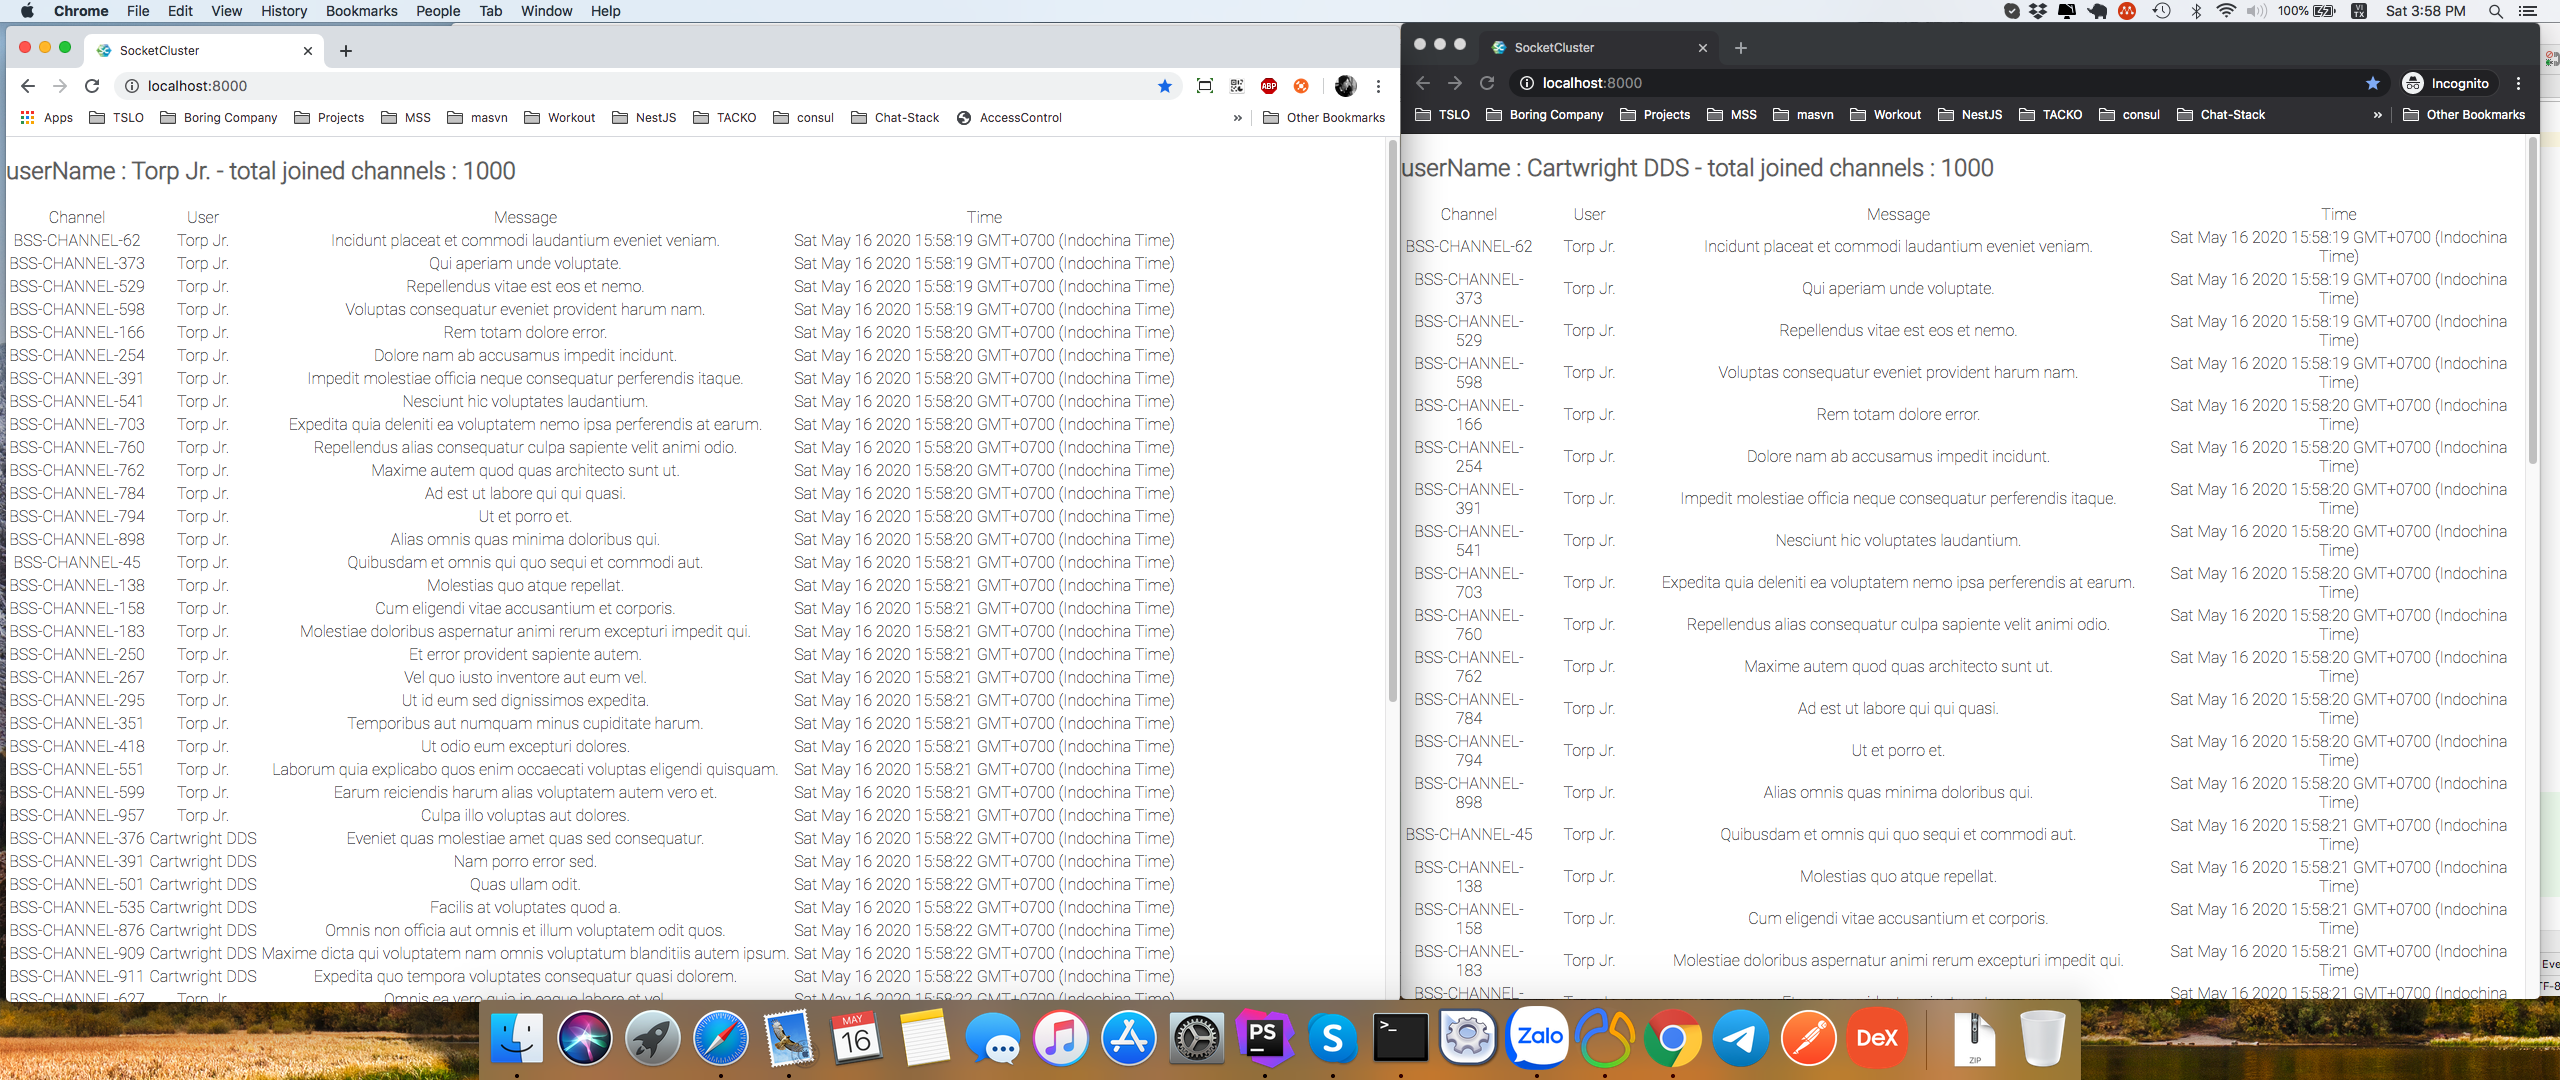 Chrome File Edit View History Bookmarks People Tab Window Help
100% VI TX Sat 3:58 PM
SocketCluster
localhost:8000
ABP
Apps TSLO Boring Company Projects MSS masvn Workout NestJS TACKO consul Chat-Stack AccessControl » Other Bookmarks
userName : Torp Jr. - total joined channels : 1000
Channel User Message Time
BSS-CHANNEL-62 Torp Jr. Incidunt placeat et commodi laudantium eveniet veniam. Sat May 16 2020 15:58:19 GMT+0700 (Indochina Time)
BSS-CHANNEL-373 Torp Jr. Qui aperiam unde voluptate. Sat May 16 2020 15:58:19 GMT+0700 (Indochina Time)
BSS-CHANNEL-529 Torp Jr. Repellendus vitae est eos et nemo. Sat May 16 2020 15:58:19 GMT+0700 (Indochina Time)
BSS-CHANNEL-598 Torp Jr. Voluptas consequatur eveniet provident harum nam. Sat May 16 2020 15:58:19 GMT+0700 (Indochina Time)
BSS-CHANNEL-166 Torp Jr. Rem totam dolore error. Sat May 16 2020 15:58:20 GMT+0700 (Indochina Time)
BSS-CHANNEL-254 Torp Jr. Dolore nam ab accusamus impedit incidunt. Sat May 16 2020 15:58:20 GMT+0700 (Indochina Time)
BSS-CHANNEL-391 Torp Jr. Impedit molestiae officia neque consequatur perferendis itaque. Sat May 16 2020 15:58:20 GMT+0700 (Indochina Time)
BSS-CHANNEL-541 Torp Jr. Nesciunt hic voluptates laudantium. Sat May 16 2020 15:58:20 GMT+0700 (Indochina Time)
BSS-CHANNEL-703 Torp Jr. Expedita quia deleniti ea voluptatem nemo ipsa perferendis at earum. Sat May 16 2020 15:58:20 GMT+0700 (Indochina Time)
BSS-CHANNEL-760 Torp Jr. Repellendus alias consequatur culpa sapiente velit animi odio. Sat May 16 2020 15:58:20 GMT+0700 (Indochina Time)
BSS-CHANNEL-762 Torp Jr. Maxime autem quod quas architecto sunt ut. Sat May 16 2020 15:58:20 GMT+0700 (Indochina Time)
BSS-CHANNEL-784 Torp Jr. Ad est ut labore qui qui quasi. Sat May 16 2020 15:58:20 GMT+0700 (Indochina Time)
BSS-CHANNEL-794 Torp Jr. Ut et porro et. Sat May 16 2020 15:58:20 GMT+0700 (Indochina Time)
BSS-CHANNEL-898 Torp Jr. Alias omnis quas minima doloribus qui. Sat May 16 2020 15:58:20 GMT+0700 (Indochina Time)
BSS-CHANNEL-45 Torp Jr. Quibusdam et omnis qui quo sequi et commodi aut. Sat May 16 2020 15:58:21 GMT+0700 (Indochina Time)
BSS-CHANNEL-138 Torp Jr. Molestias quo atque repellat. Sat May 16 2020 15:58:21 GMT+0700 (Indochina Time)
BSS-CHANNEL-158 Torp Jr. Cum eligendi vitae accusantium et corporis. Sat May 16 2020 15:58:21 GMT+0700 (Indochina Time)
BSS-CHANNEL-183 Torp Jr. Molestiae doloribus aspernatur animi rerum excepturi impedit qui. Sat May 16 2020 15:58:21 GMT+0700 (Indochina Time)
BSS-CHANNEL-250 Torp Jr. Et error provident sapiente autem. Sat May 16 2020 15:58:21 GMT+0700 (Indochina Time)
BSS-CHANNEL-267 Torp Jr. Vel quo iusto inventore aut eum vel. Sat May 16 2020 15:58:21 GMT+0700 (Indochina Time)
BSS-CHANNEL-295 Torp Jr. Ut id eum sed dignissimos expedita. Sat May 16 2020 15:58:21 GMT+0700 (Indochina Time)
BSS-CHANNEL-351 Torp Jr. Temporibus aut numquam minus cupiditate harum. Sat May 16 2020 15:58:21 GMT+0700 (Indochina Time)
BSS-CHANNEL-418 Torp Jr. Ut odio eum excepturi dolores. Sat May 16 2020 15:58:21 GMT+0700 (Indochina Time)
BSS-CHANNEL-551 Torp Jr. Laborum quia explicabo quos enim occaecati voluptas eligendi quisquam. Sat May 16 2020 15:58:21 GMT+0700 (Indochina Time)
BSS-CHANNEL-599 Torp Jr. Earum reiciendis harum alias voluptatem autem vero et. Sat May 16 2020 15:58:21 GMT+0700 (Indochina Time)
BSS-CHANNEL-957 Torp Jr. Culpa illo voluptas aut dolores. Sat May 16 2020 15:58:21 GMT+0700 (Indochina Time)
BSS-CHANNEL-376 Cartwright DDS Eveniet quas molestiae amet quas sed consequatur. Sat May 16 2020 15:58:22 GMT+0700 (Indochina Time)
BSS-CHANNEL-391 Cartwright DDS Nam porro error sed. Sat May 16 2020 15:58:22 GMT+0700 (Indochina Time)
BSS-CHANNEL-501 Cartwright DDS Quas ullam odit. Sat May 16 2020 15:58:22 GMT+0700 (Indochina Time)
BSS-CHANNEL-535 Cartwright DDS Facilis at voluptates quod a. Sat May 16 2020 15:58:22 GMT+0700 (Indochina Time)
BSS-CHANNEL-876 Cartwright DDS Omnis non officia aut omnis et illum voluptatem odit quos. Sat May 16 2020 15:58:22 GMT+0700 (Indochina Time)
BSS-CHANNEL-909 Cartwright DDS Maxime dicta qui voluptatem nam omnis voluptatum blanditiis autem ipsum. Sat May 16 2020 15:58:22 GMT+0700 (Indochina Time)
BSS-CHANNEL-911 Cartwright DDS Expedita quo tempora voluptates consequatur quasi dolorem. Sat May 16 2020 15:58:22 GMT+0700 (Indochina Time)
BSS-CHANNEL-627 Torp Jr. Omnis ea vero quia in eaque labore et vel. Sat May 16 2020 15:58:22 GMT+0700 (Indochina Time)
SocketCluster
localhost:8000 Incognito
TSLO Boring Company Projects MSS masvn Workout NestJS TACKO consul Chat-Stack » Other Bookmarks
userName : Cartwright DDS - total joined channels : 1000
Channel User Message Time
BSS-CHANNEL-62 Torp Jr. Incidunt placeat et commodi laudantium eveniet veniam. Sat May 16 2020 15:58:19 GMT+0700 (Indochina
Time)
BSS-CHANNEL- Torp Jr. Qui aperiam unde voluptate. Sat May 16 2020 15:58:19 GMT+0700 (Indochina
373 Time)
BSS-CHANNEL- Torp Jr. Repellendus vitae est eos et nemo. Sat May 16 2020 15:58:19 GMT+0700 (Indochina
529 Time)
BSS-CHANNEL- Torp Jr. Voluptas consequatur eveniet provident harum nam. Sat May 16 2020 15:58:19 GMT+0700 (Indochina
598 Time)
BSS-CHANNEL- Torp Jr. Rem totam dolore error. Sat May 16 2020 15:58:20 GMT+0700 (Indochina
166 Time)
BSS-CHANNEL- Torp Jr. Dolore nam ab accusamus impedit incidunt. Sat May 16 2020 15:58:20 GMT+0700 (Indochina
254 Time)
BSS-CHANNEL- Torp Jr. Impedit molestiae officia neque consequatur perferendis itaque. Sat May 16 2020 15:58:20 GMT+0700 (Indochina
391 Time)
BSS-CHANNEL- Torp Jr. Nesciunt hic voluptates laudantium. Sat May 16 2020 15:58:20 GMT+0700 (Indochina
541 Time)
BSS-CHANNEL- Torp Jr. Expedita quia deleniti ea voluptatem nemo ipsa perferendis at earum. Sat May 16 2020 15:58:20 GMT+0700 (Indochina
703 Time)
BSS-CHANNEL- Torp Jr. Repellendus alias consequatur culpa sapiente velit animi odio. Sat May 16 2020 15:58:20 GMT+0700 (Indochina
760 Time)
BSS-CHANNEL- Torp Jr. Maxime autem quod quas architecto sunt ut. Sat May 16 2020 15:58:20 GMT+0700 (Indochina
762 Time)
BSS-CHANNEL- Torp Jr. Ad est ut labore qui qui quasi. Sat May 16 2020 15:58:20 GMT+0700 (Indochina
784 Time)
BSS-CHANNEL- Torp Jr. Ut et porro et. Sat May 16 2020 15:58:20 GMT+0700 (Indochina
794 Time)
BSS-CHANNEL- Torp Jr. Alias omnis quas minima doloribus qui. Sat May 16 2020 15:58:20 GMT+0700 (Indochina
898 Time)
BSS-CHANNEL-45 Torp Jr. Quibusdam et omnis qui quo sequi et commodi aut. Sat May 16 2020 15:58:21 GMT+0700 (Indochina
Time)
BSS-CHANNEL- Torp Jr. Molestias quo atque repellat. Sat May 16 2020 15:58:21 GMT+0700 (Indochina
138 Time)
BSS-CHANNEL- Torp Jr. Cum eligendi vitae accusantium et corporis. Sat May 16 2020 15:58:21 GMT+0700 (Indochina
158 Time)
BSS-CHANNEL- Torp Jr. Molestiae doloribus aspernatur animi rerum excepturi impedit qui. Sat May 16 2020 15:58:21 GMT+0700 (Indochina
183 Time)
BSS-CHANNEL- Sat May 16 2020 15:58:21 GMT+0700 (Indochina
Eve
TF-8
MAY
16
PS
S
>_
Zalo
DeX
ZIP